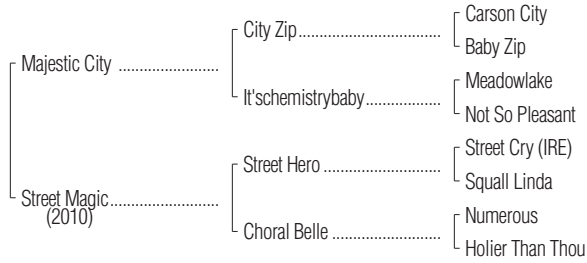 Carson City
City Zip....................................
Baby Zip
Majestic City .........................
Meadowlake
It'schemistrybaby...................
Not So Pleasant
Street Cry (IRE)
Street Hero .............................
Squall Linda
Street Magic...........................
(2010)
Numerous
Choral Belle ............................
Holier Than Thou